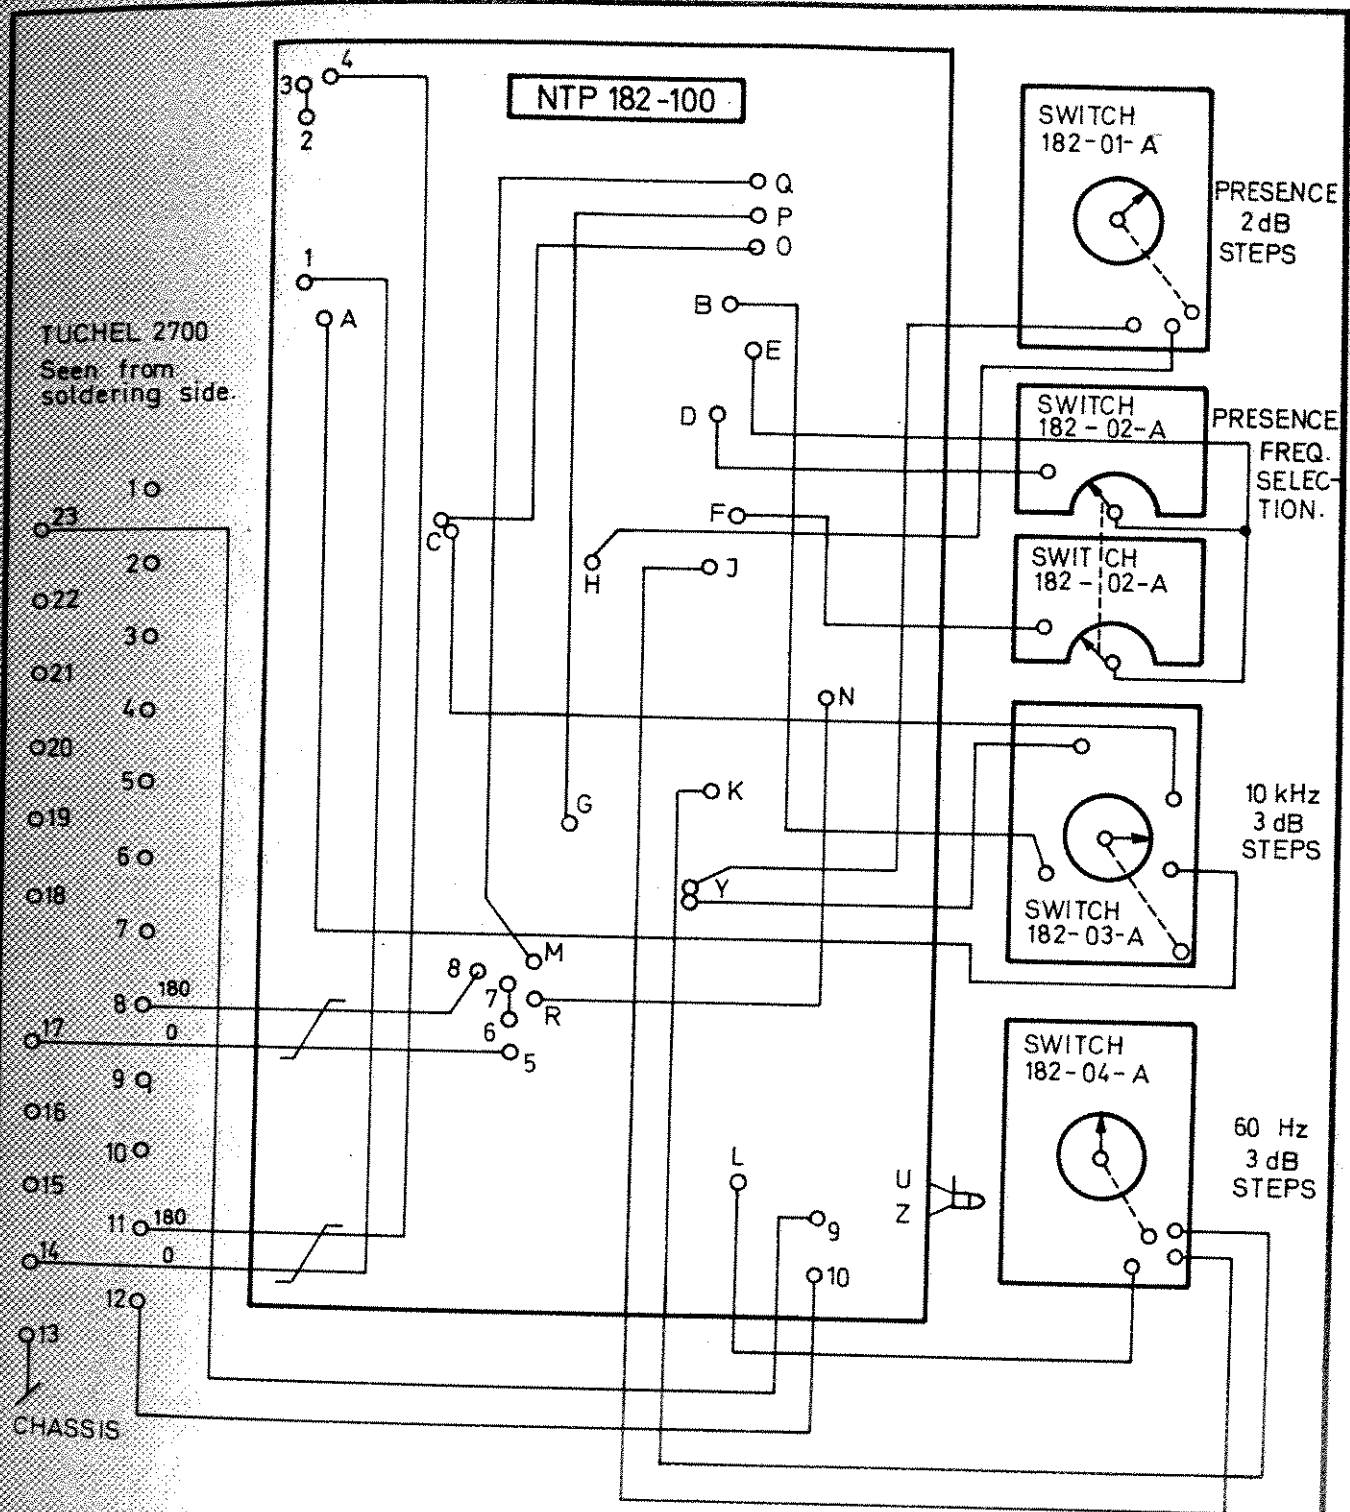 3
4
NTP 182-100
2
Q
P
O
1
A
B
E
D
F
C
H
J
N
G
K
Y
M
8
7
R
6
5
L
U
Z
9
10
TUCHEL 2700
Seen from
soldering side.
1
23
2
22
3
21
4
20
5
19
6
18
7
8
180
17
0
9
16
10
15
11
180
14
0
12
13
CHASSIS
SWITCH
182-01-A
PRESENCE
2 dB
STEPS
SWITCH
182-02-A
PRESENCE
FREQ.
SELEC-
TION.
SWITCH
182-02-A
10 kHz
3 dB
STEPS
SWITCH
182-03-A
SWITCH
182-04-A
60 Hz
3 dB
STEPS